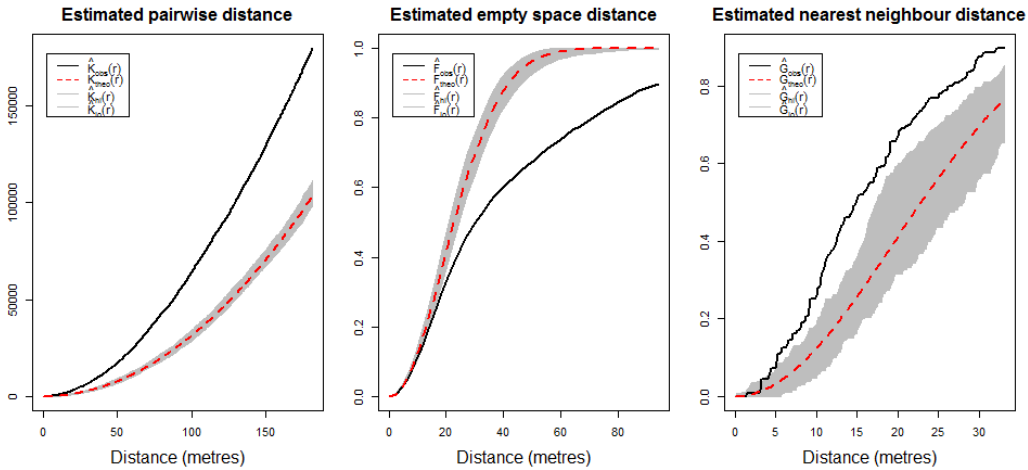 Estimated pairwise distance
K̂obs(r)
Ktheo(r)
K̂hi(r)
K̂lo(r)
0
50000
100000
150000
0 50 100 150
Distance (metres)
Estimated empty space distance
F̂obs(r)
Ftheo(r)
F̂hi(r)
F̂lo(r)
0.0
0.2
0.4
0.6
0.8
1.0
0 20 40 60 80
Distance (metres)
Estimated nearest neighbour distance
Ĝobs(r)
Gtheo(r)
Ĝhi(r)
Ĝlo(r)
0.0
0.2
0.4
0.6
0.8
0 5 10 15 20 25 30
Distance (metres)